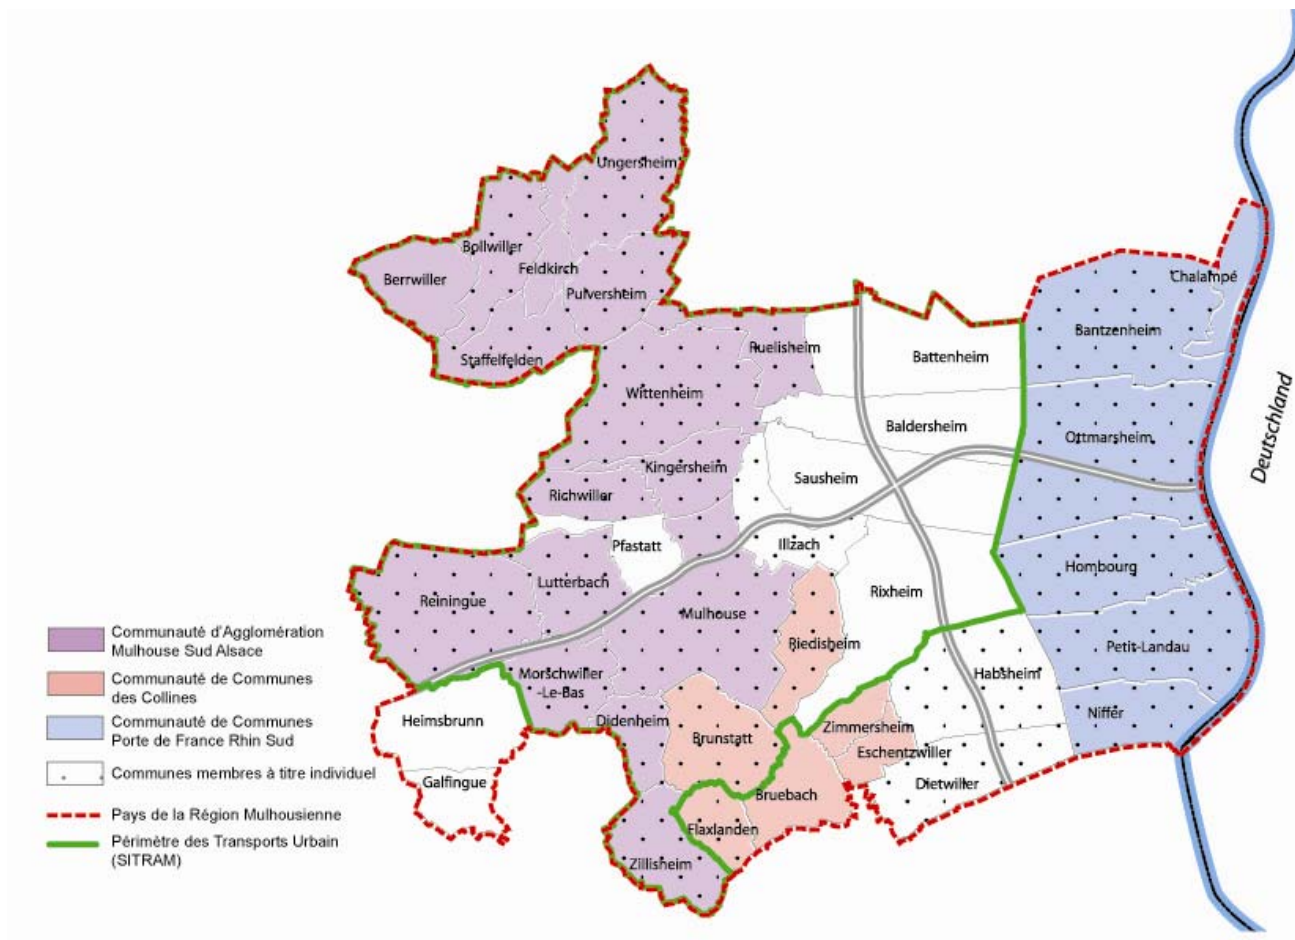 Ungersheim
Bollwiller
Feldkirch
Berrwiller
Pulversheim
Chalampé
Bantzenheim
Staffelfelden
Ruelisheim
Battenheim
Wittenheim
Baldersheim
Ottmarsheim
Deutschland
Kingersheim
Sausheim
Richwiller
Pfastatt
Illzach
Hombourg
Lutterbach
Reiningue
Rixheim
Mulhouse
Riedisheim
Petit-Landau
Habsheim
Morschwiller
-Le-Bas
Heimsbrunn
Didenheim
Niffer
Zimmersheim
Brunstatt
Eschentzwiller
Galfingue
Dietwiller
Bruebach
Flaxlanden
Zillisheim
Communauté d'Agglomération
Mulhouse Sud Alsace
Communauté de Communes
des Collines
Communauté de Communes
Porte de France Rhin Sud
Communes membres à titre individuel
Pays de la Région Mulhousienne
Périmètre des Transports Urbain
(SITRAM)